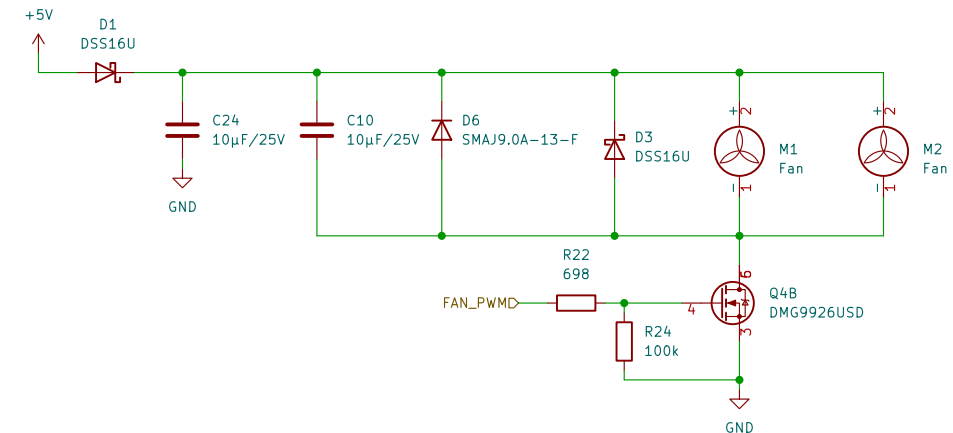 +5V
D1
DSS16U
C24
10µF/25V
GND
C10
10µF/25V
D6
SMAJ9.0A-13-F
D3
DSS16U
+
2
M1
Fan
-
1
+
2
M2
Fan
-
1
R22
698
FAN_PWM
4
6
Q4B
DMG9926USD
3
R24
100k
GND